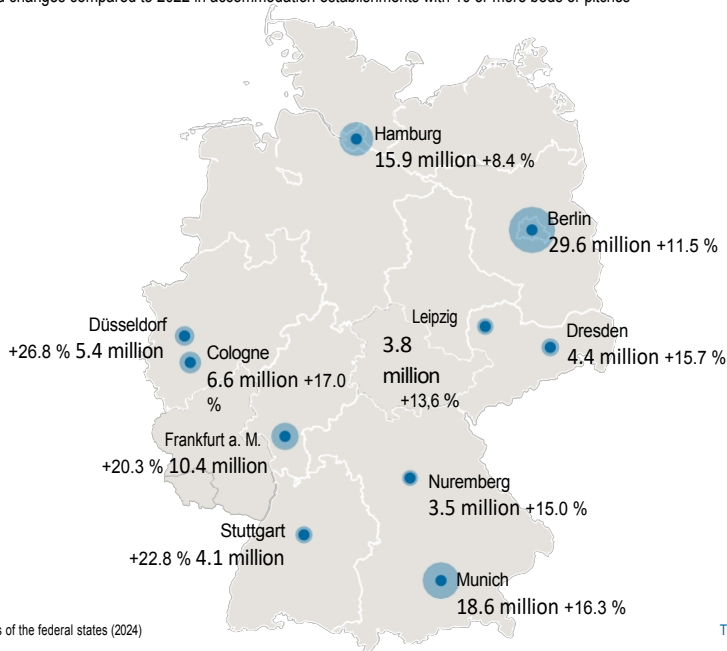 changes compared to 2022 in accommodation establishments with 10 or more beds or pitches
Hamburg
15.9 million +8.4 %
Berlin
29.6 million +11.5 %
Düsseldorf
+26.8 % 5.4 million
Cologne
6.6 million +17.0
%
Leipzig
3.8
million
+13,6 %
Dresden
4.4 million +15.7 %
Frankfurt a. M.
+20.3 % 10.4 million
Nuremberg
3.5 million +15.0 %
Stuttgart
+22.8 % 4.1 million
Munich
18.6 million +16.3 %
of the federal states (2024)
T